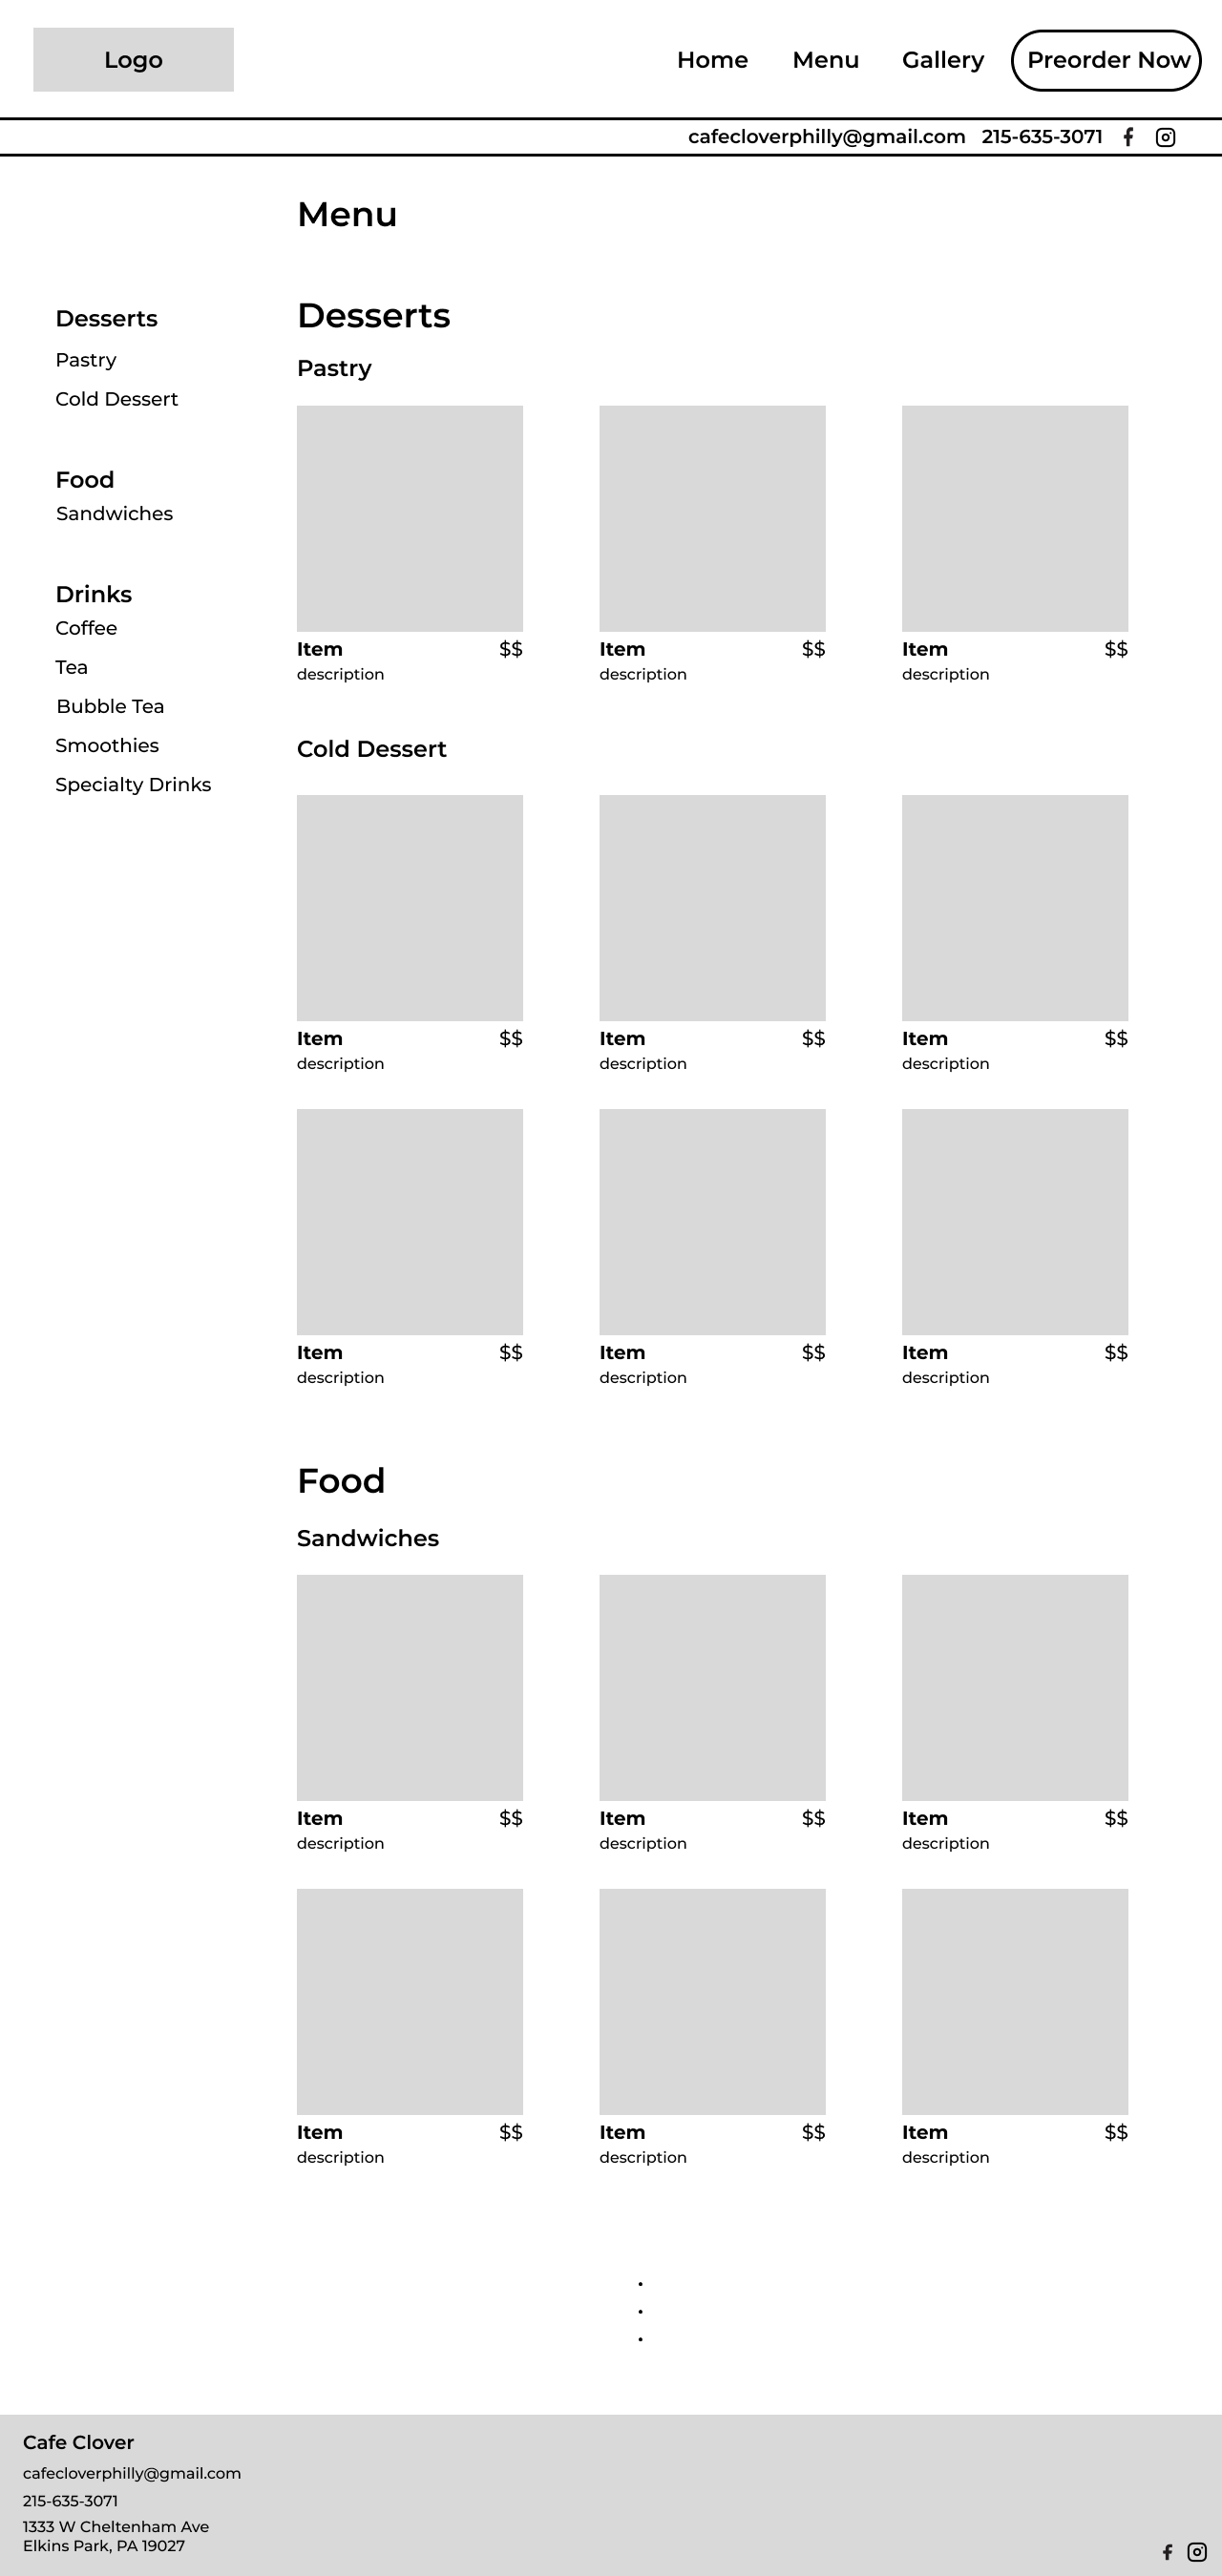 Logo
Home Menu Gallery Preorder Now
cafecloverphilly@gmail.com 215-635-3071
Menu
Desserts
Pastry
Cold Dessert
Food
Sandwiches
Drinks
Coffee
Tea
Bubble Tea
Smoothies
Specialty Drinks
Desserts
Pastry
Item $$ Item $$ Item $$
description description description
Cold Dessert
Item $$ Item $$ Item $$
description description description
Item $$ Item $$ Item $$
description description description
Food
Sandwiches
Item $$ Item $$ Item $$
description description description
Item $$ Item $$ Item $$
description description description
.
.
.
Cafe Clover
cafecloverphilly@gmail.com
215-635-3071
1333 W Cheltenham Ave
Elkins Park, PA 19027